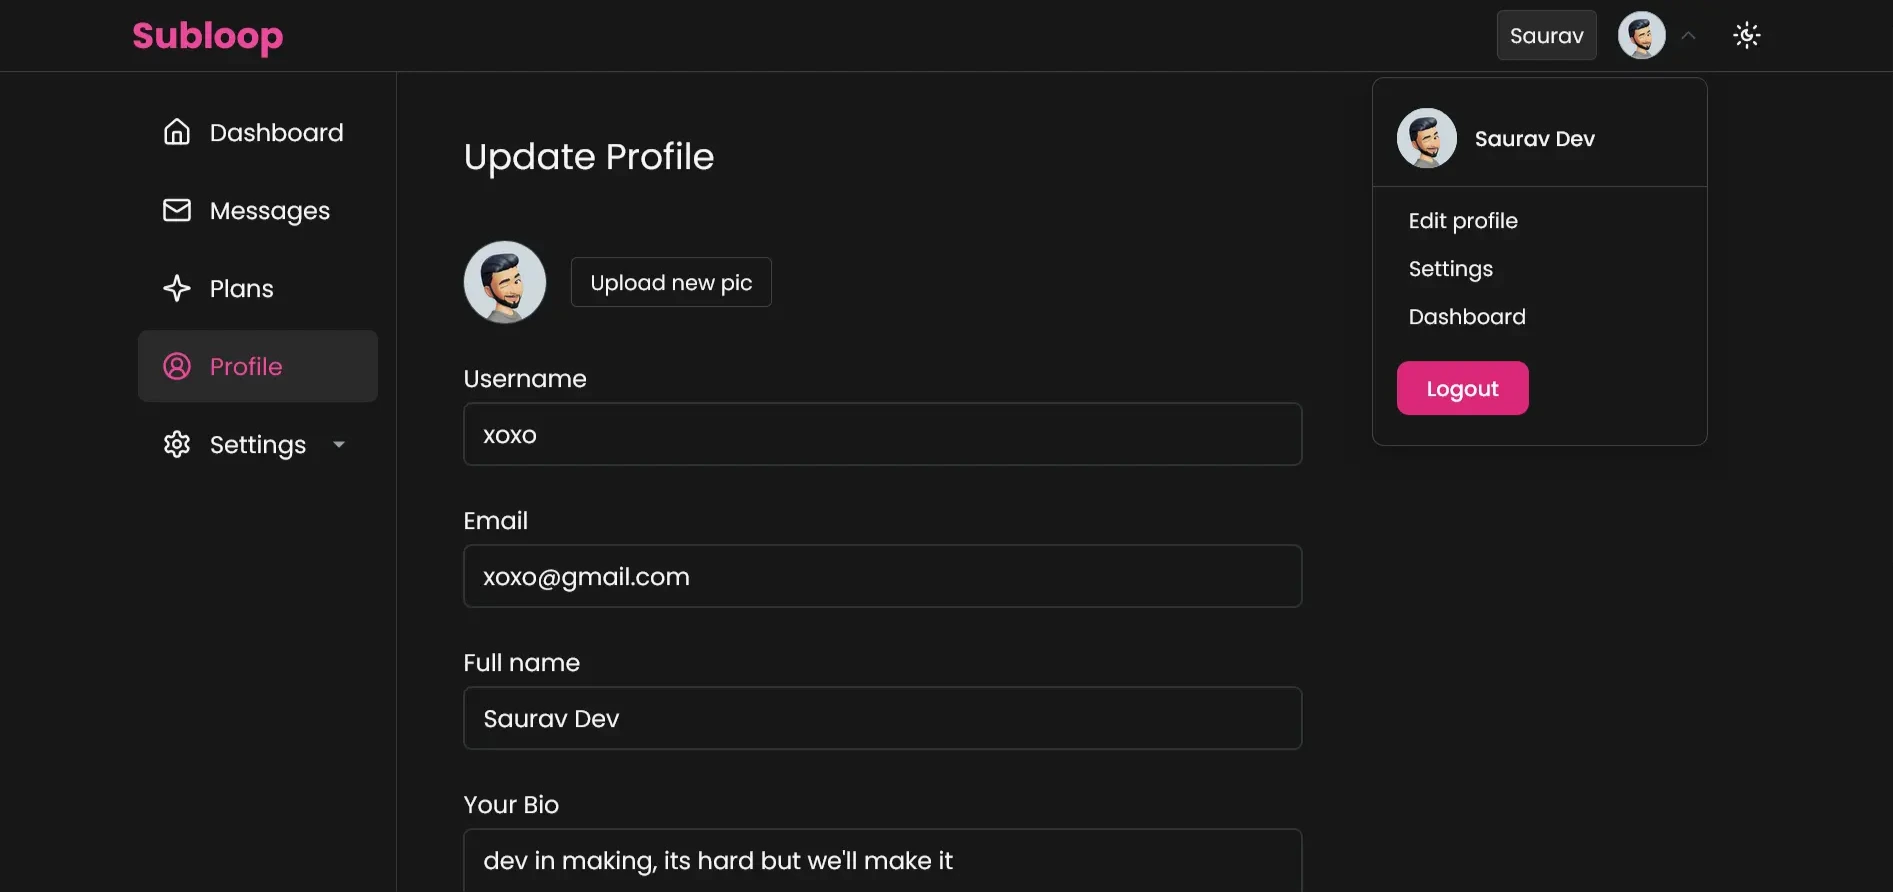 Subloop
Saurav
Dashboard
Messages
Plans
Profile
Settings
Update Profile
Upload new pic
Username
xoxo
Email
xoxo@gmail.com
Full name
Saurav Dev
Your Bio
dev in making, its hard but we'll make it
Saurav Dev
Edit profile
Settings
Dashboard
Logout